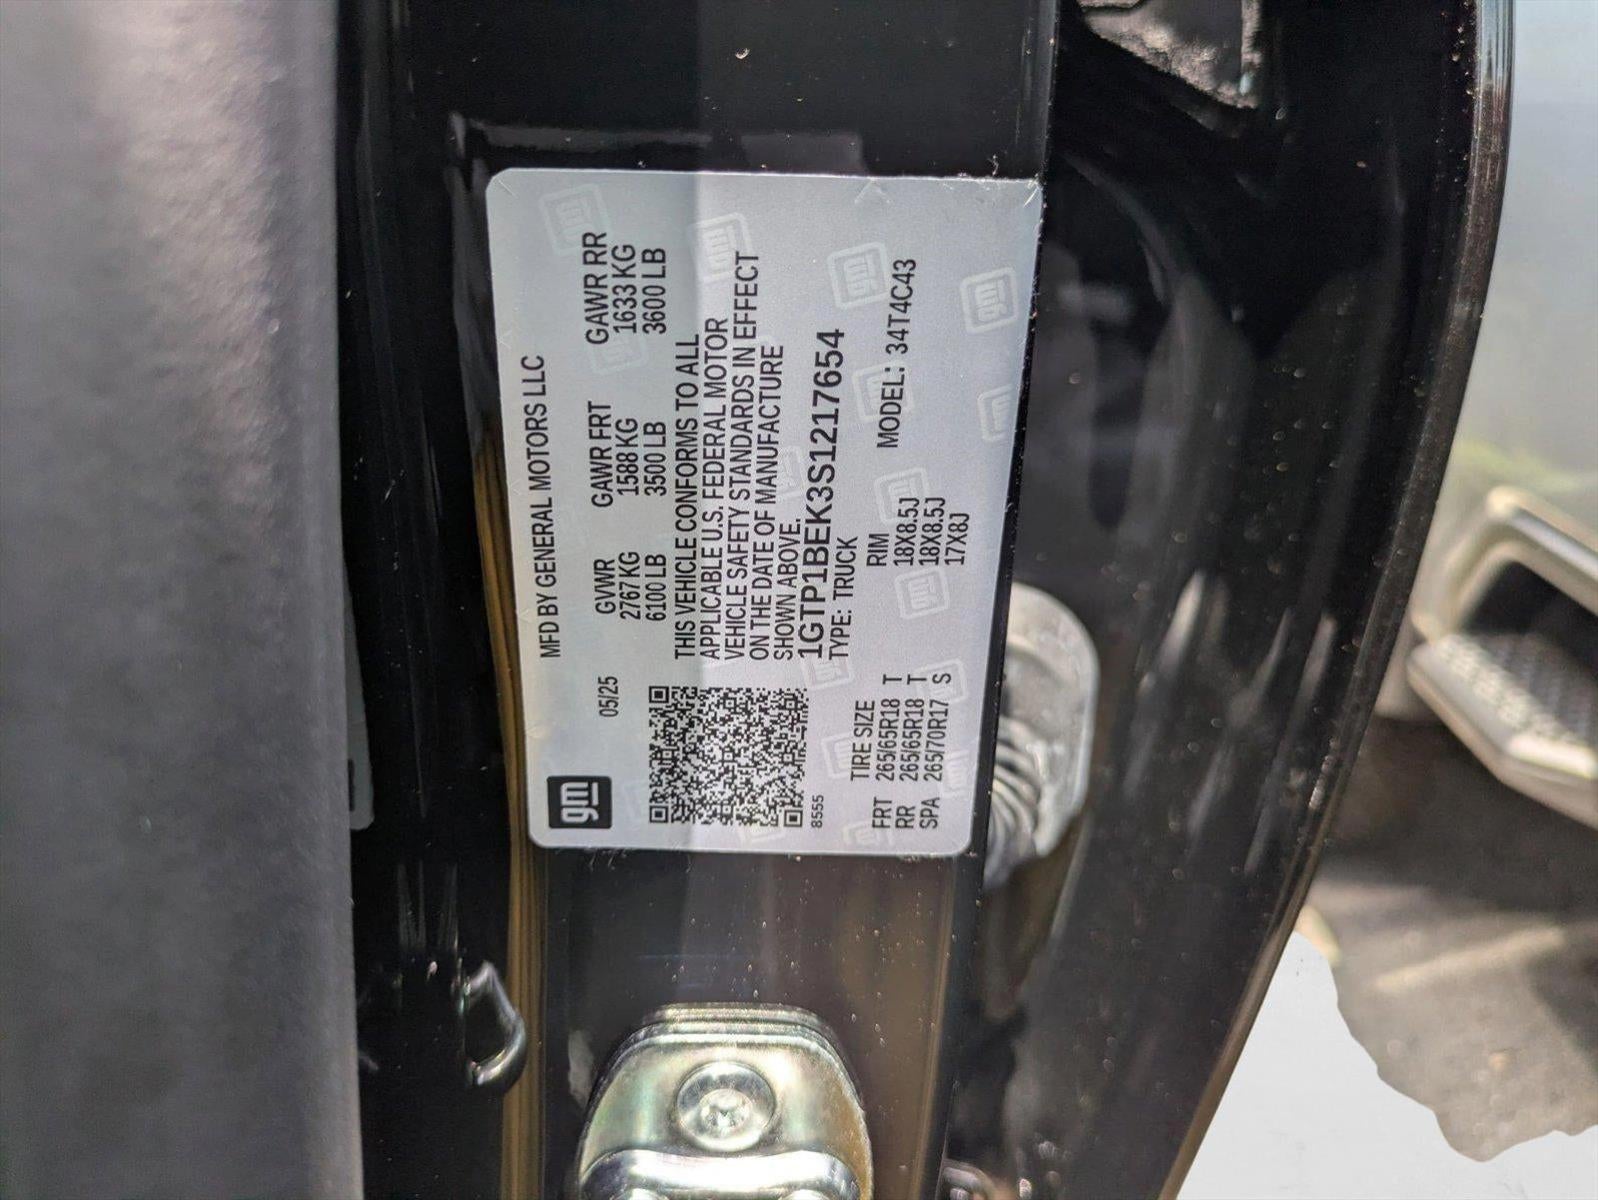 gm
MFD BY GENERAL MOTORS LLC
05/25
GVWR GAWR FRT GAWR RR
2767 KG 1588 KG 1633 KG
6100 LB 3500 LB 3600 LB
THIS VEHICLE CONFORMS TO ALL
APPLICABLE U.S. FEDERAL MOTOR
VEHICLE SAFETY STANDARDS IN EFFECT
ON THE DATE OF MANUFACTURE
SHOWN ABOVE.
1GTP1BEK3S1217654
8555
TYPE: TRUCK
MODEL: 34T4C43
TIRE SIZE RIM
FRT 265/65R18 T 18X8.5J
RR 265/65R18 T 18X8.5J
SPA 265/70R17 S 17X8J